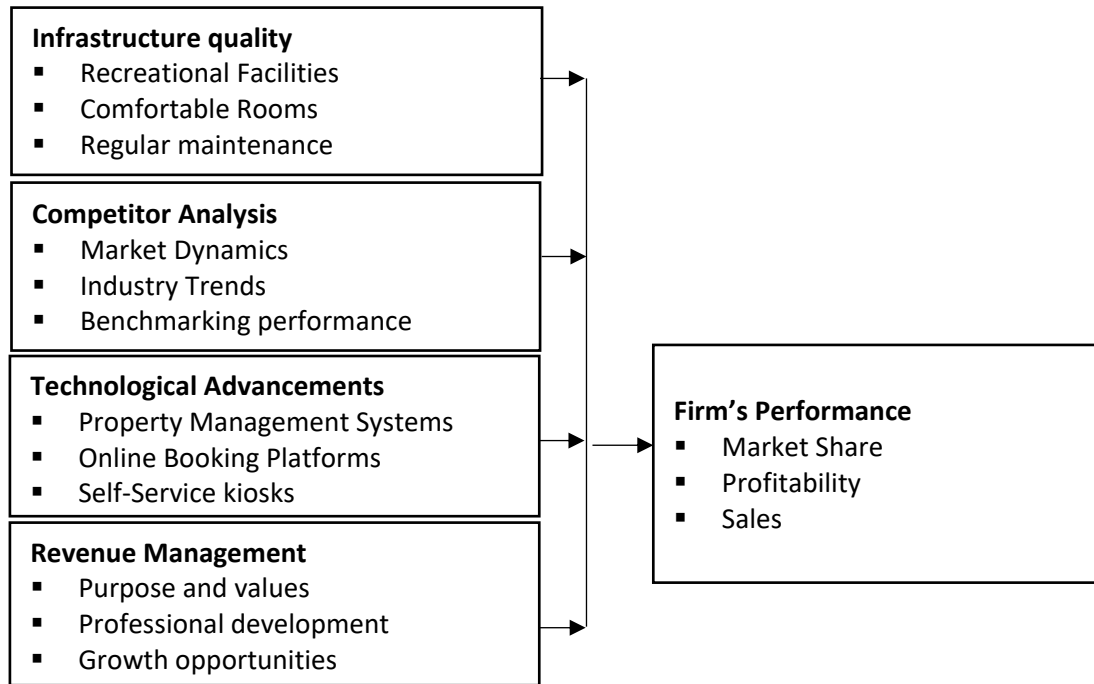 Infrastructure quality
▪ Recreational Facilities
▪ Comfortable Rooms
▪ Regular maintenance
Competitor Analysis
▪ Market Dynamics
▪ Industry Trends
▪ Benchmarking performance
Technological Advancements
▪ Property Management Systems
▪ Online Booking Platforms
▪ Self-Service kiosks
Revenue Management
▪ Purpose and values
▪ Professional development
▪ Growth opportunities
Firm’s Performance
▪ Market Share
▪ Profitability
▪ Sales